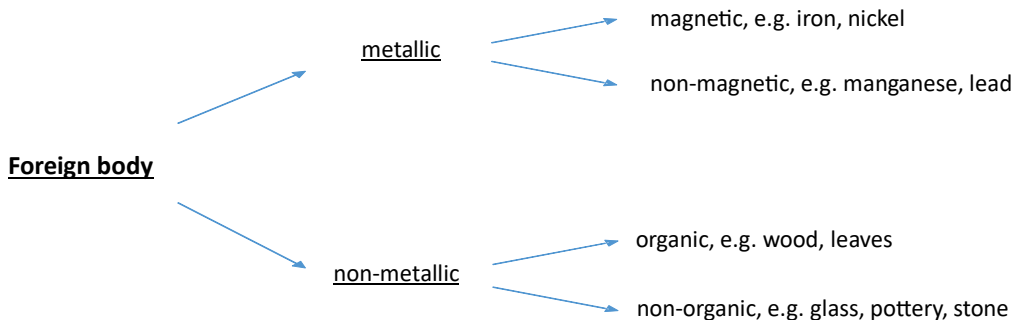 magnetic, e.g. iron, nickel
metallic
non-magnetic, e.g. manganese, lead
Foreign body
organic, e.g. wood, leaves
non-metallic
non-organic, e.g. glass, pottery, stone